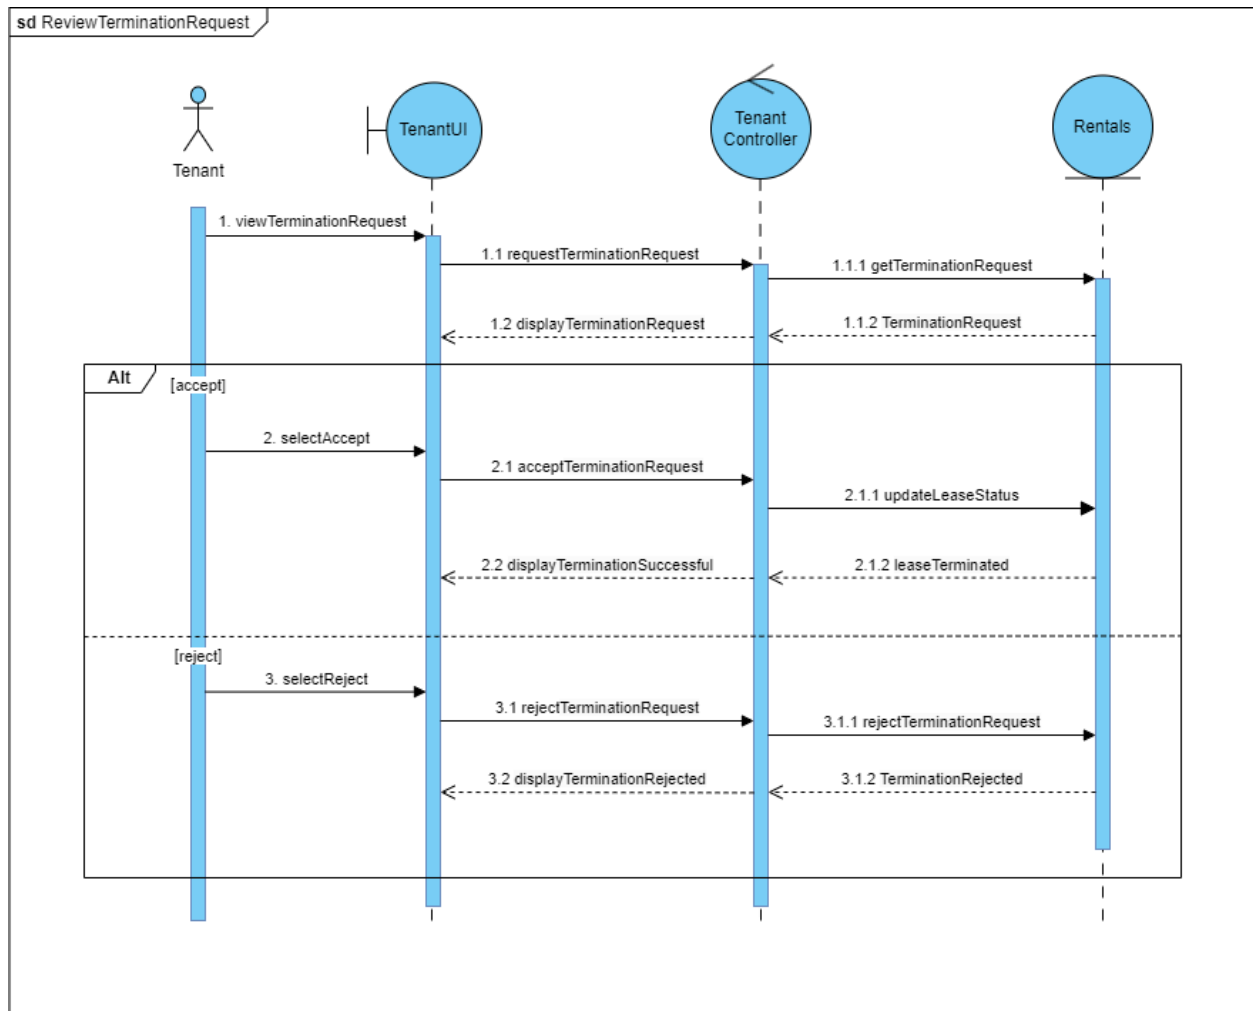 sd ReviewTerminationRequest
Tenant
TenantUI
Tenant
Controller
Rentals
1. viewTerminationRequest
1.1 requestTerminationRequest
1.1.1 getTerminationRequest
1.2 displayTerminationRequest
1.1.2 TerminationRequest
Alt
[accept]
2. selectAccept
2.1 acceptTerminationRequest
2.1.1 updateLeaseStatus
2.2 displayTerminationSuccessful
2.1.2 leaseTerminated
[reject]
3. selectReject
3.1 rejectTerminationRequest
3.1.1 rejectTerminationRequest
3.2 displayTerminationRejected
3.1.2 TerminationRejected